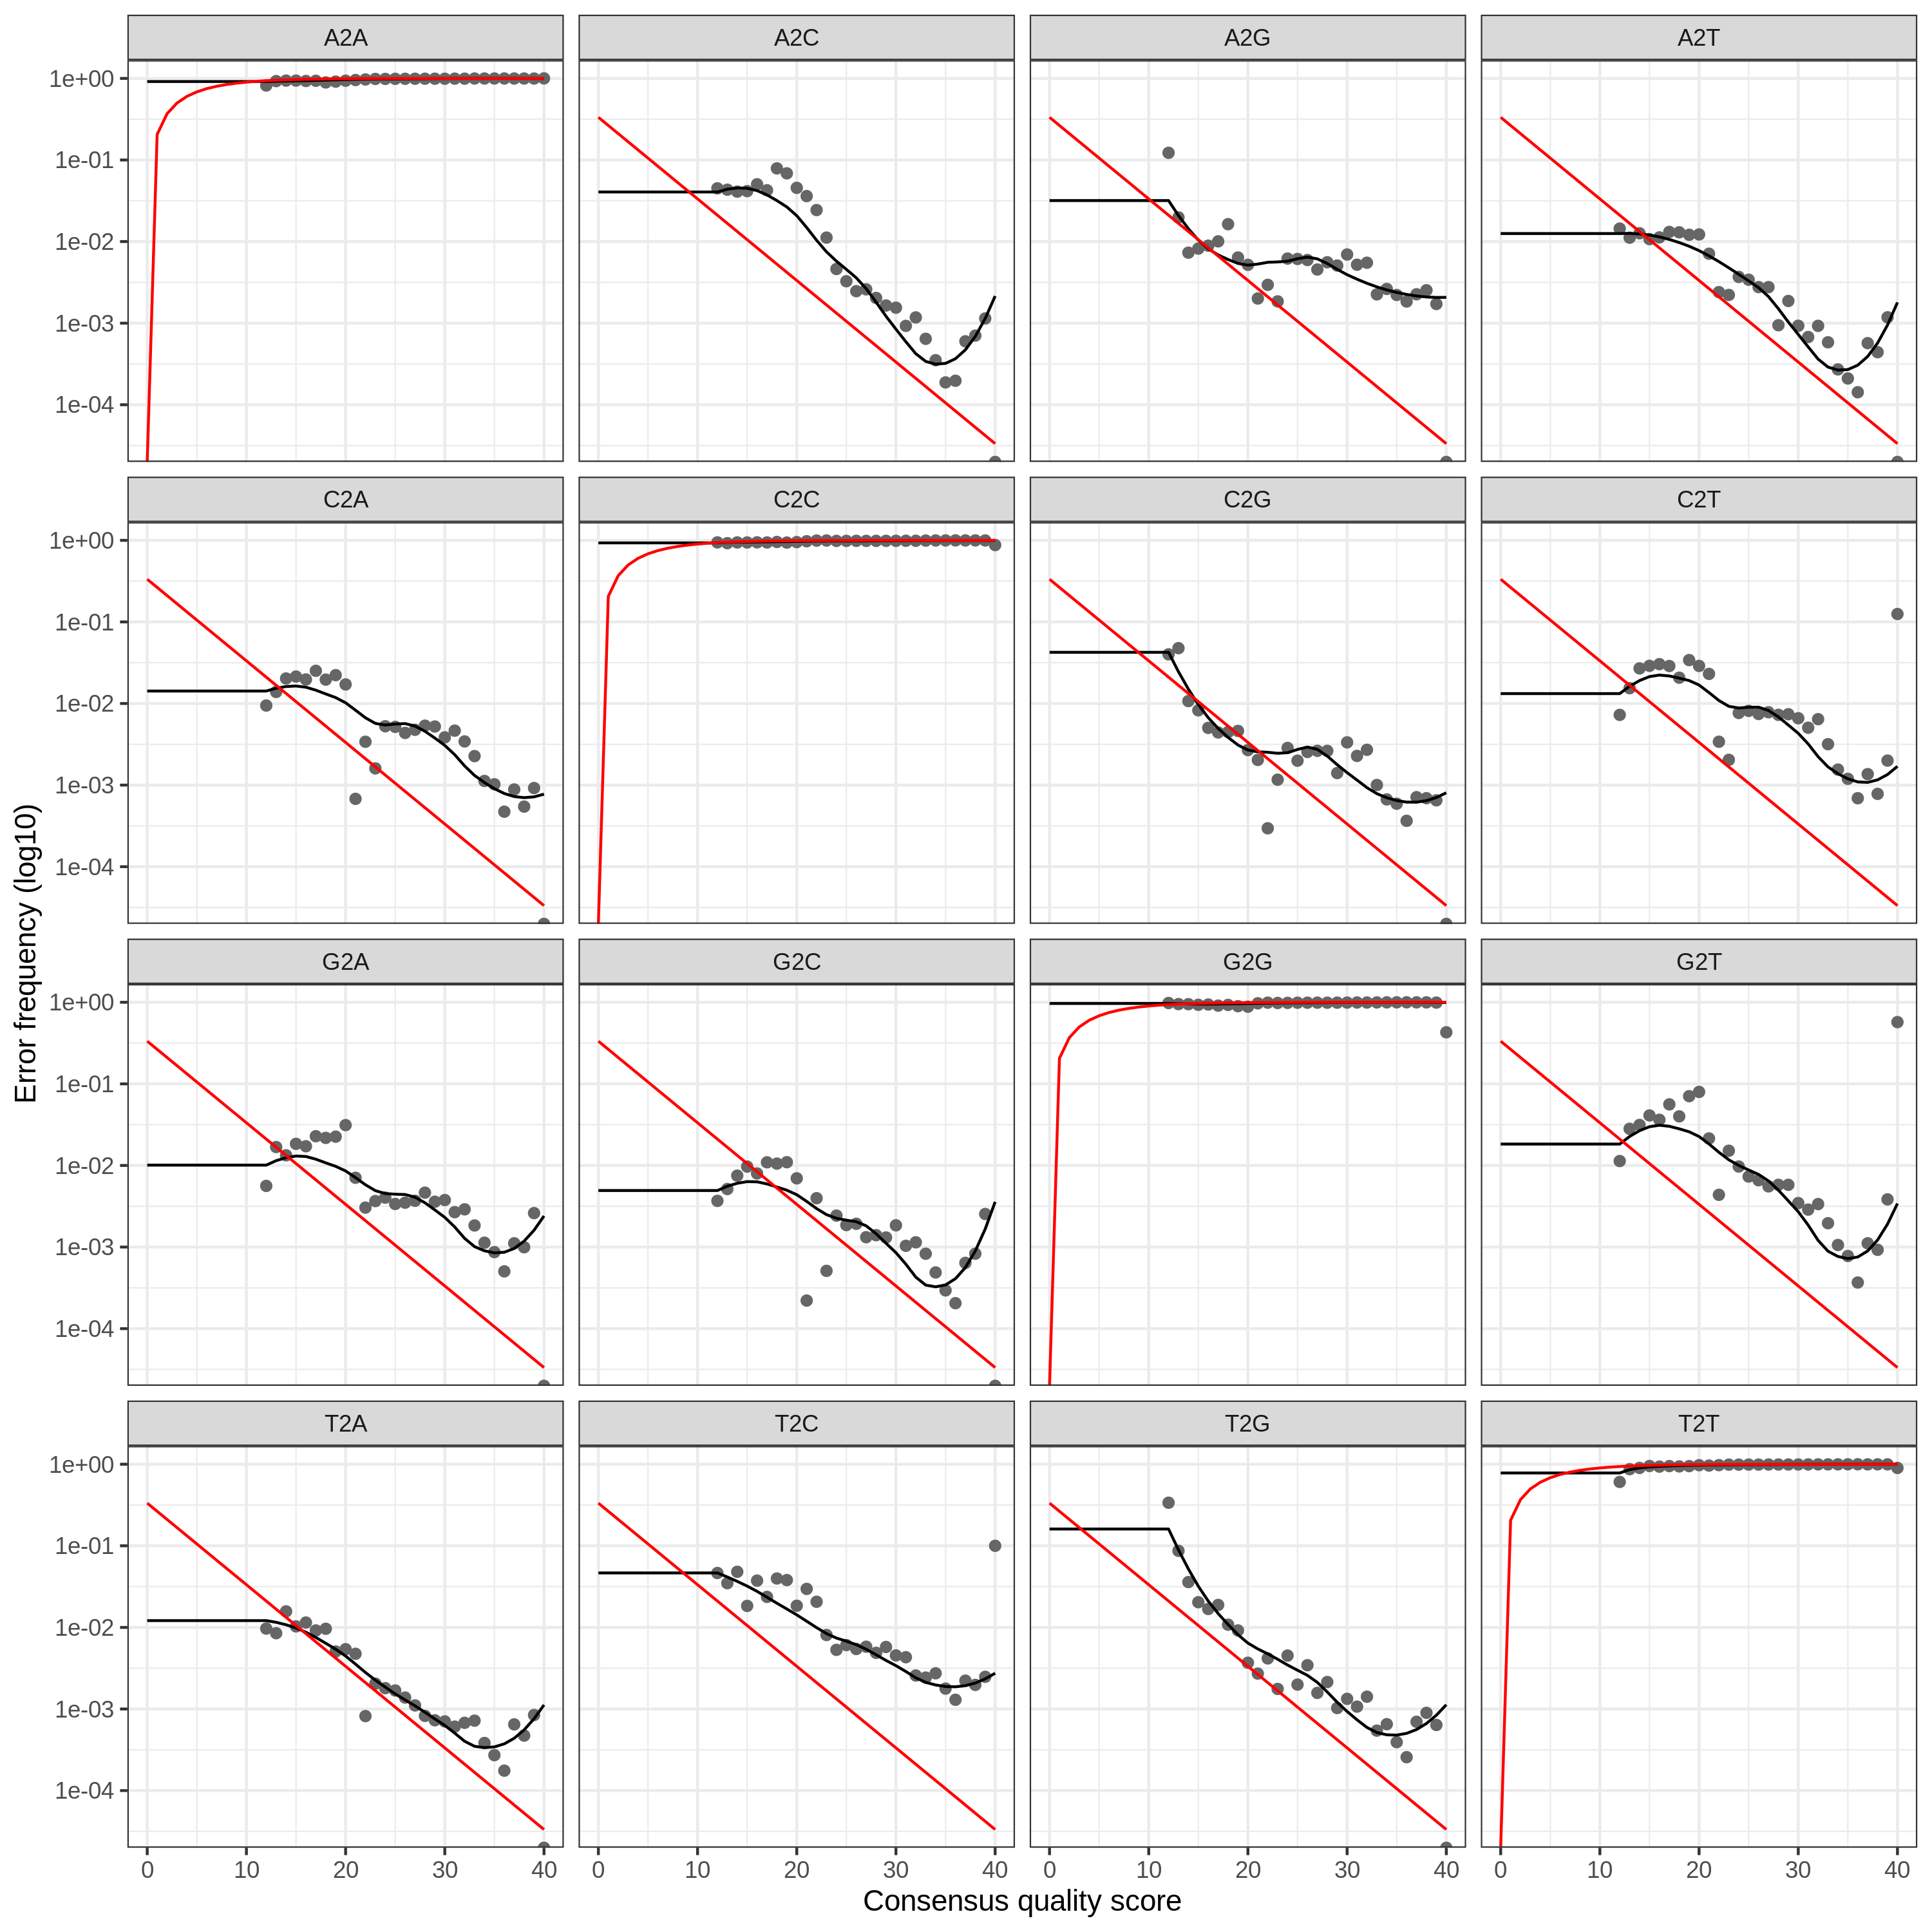 A2A A2C A2G A2T
1e+00
1e-01
1e-02
1e-03
1e-04
C2A C2C C2G C2T
1e+00
1e-01
1e-02
1e-03
1e-04
G2A G2C G2G G2T
1e+00
1e-01
1e-02
1e-03
1e-04
T2A T2C T2G T2T
1e+00
1e-01
1e-02
1e-03
1e-04
0 10 20 30 40 0 10 20 30 40 0 10 20 30 40 0 10 20 30 40
Consensus quality score
Error frequency (log10)